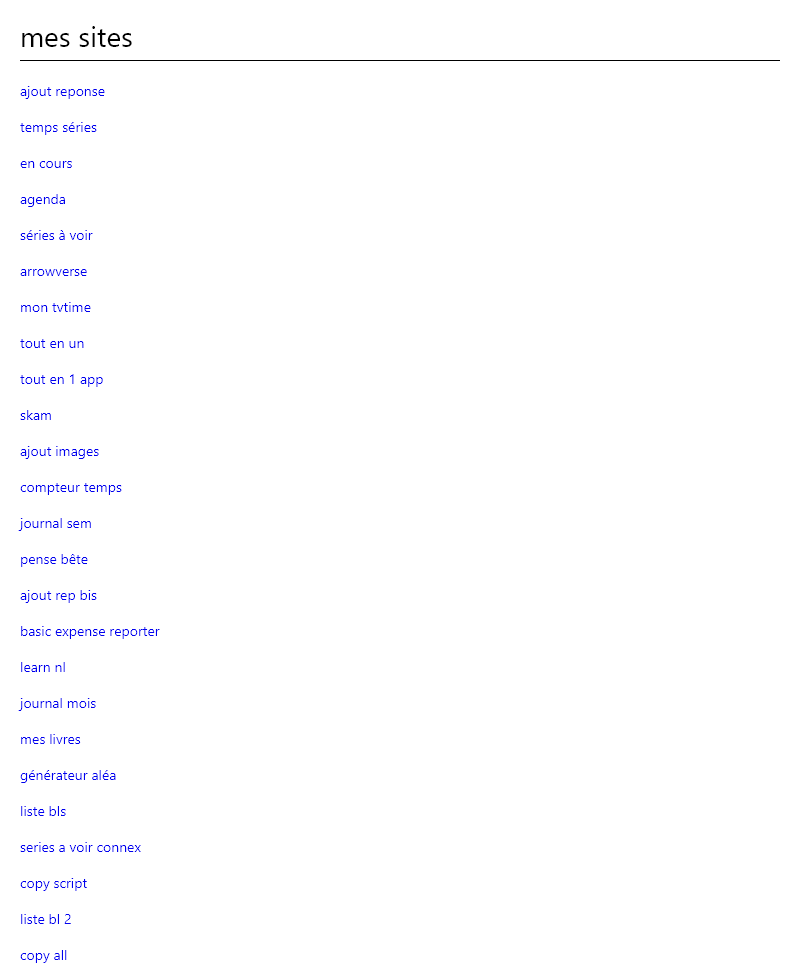 mes sites
ajout reponse
temps séries
en cours
agenda
séries à voir
arrowverse
mon tvtime
tout en un
tout en 1 app
skam
ajout images
compteur temps
journal sem
pense bête
ajout rep bis
basic expense reporter
learn nl
journal mois
mes livres
générateur aléa
liste bls
series a voir connex
copy script
liste bl 2
copy all